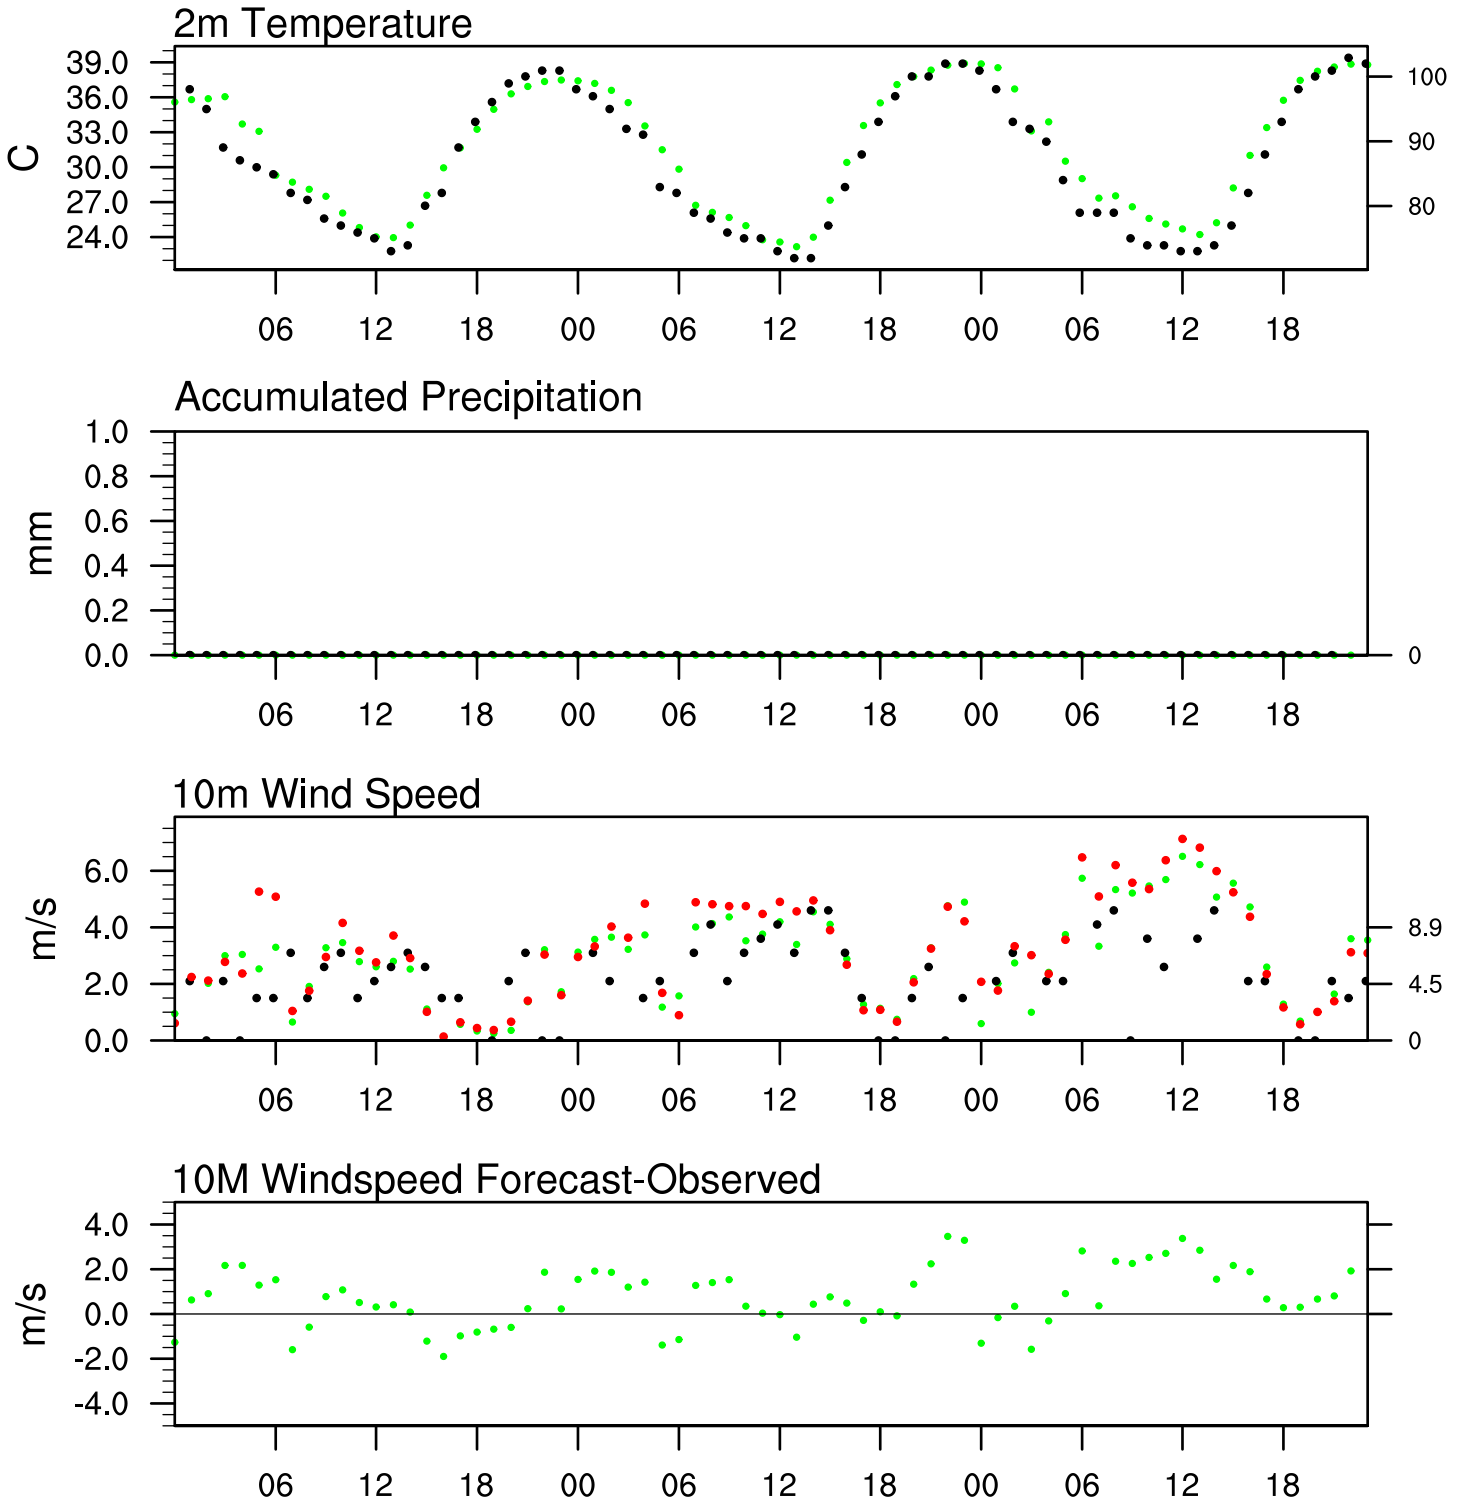 2m Temperature
39.0
36.0
33.0
30.0
27.0
24.0
C
100
90
80
06 12 18 00 06 12 18 00 06 12 18
Accumulated Precipitation
1.0
0.8
0.6
0.4
0.2
0.0
mm
0
06 12 18 00 06 12 18 00 06 12 18
10m Wind Speed
6.0
4.0
2.0
0.0
m/s
8.9
4.5
0
06 12 18 00 06 12 18 00 06 12 18
10M Windspeed Forecast-Observed
4.0
2.0
0.0
-2.0
-4.0
m/s
06 12 18 00 06 12 18 00 06 12 18